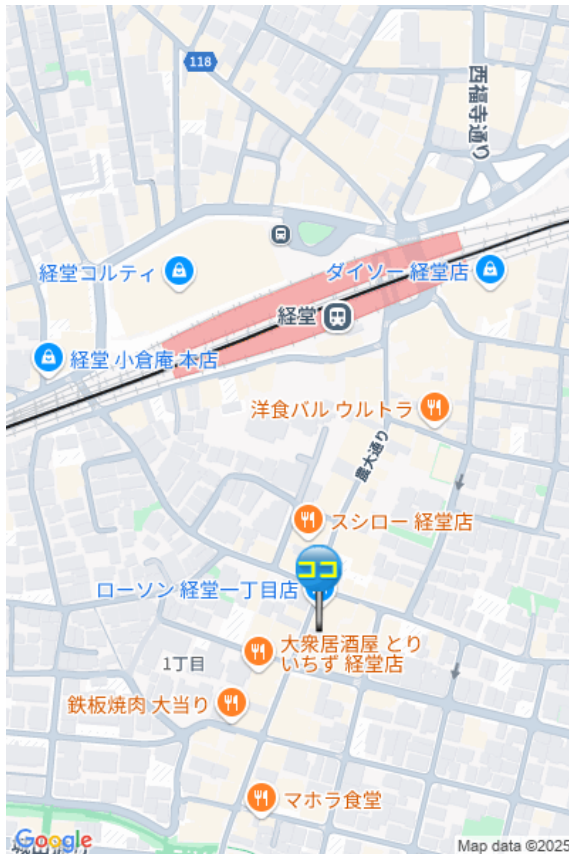 118
西福寺通り
経堂コルティ
ダイソー 経堂店
経堂
経堂 小倉庵 本店
洋食バル ウルトラ
農大通り
スシロー 経堂店
ココ
ローソン 経堂一丁目店
大衆居酒屋 とり
いちず 経堂店
1丁目
鉄板焼肉 大当り
マホラ食堂
Google
Map data ©2025